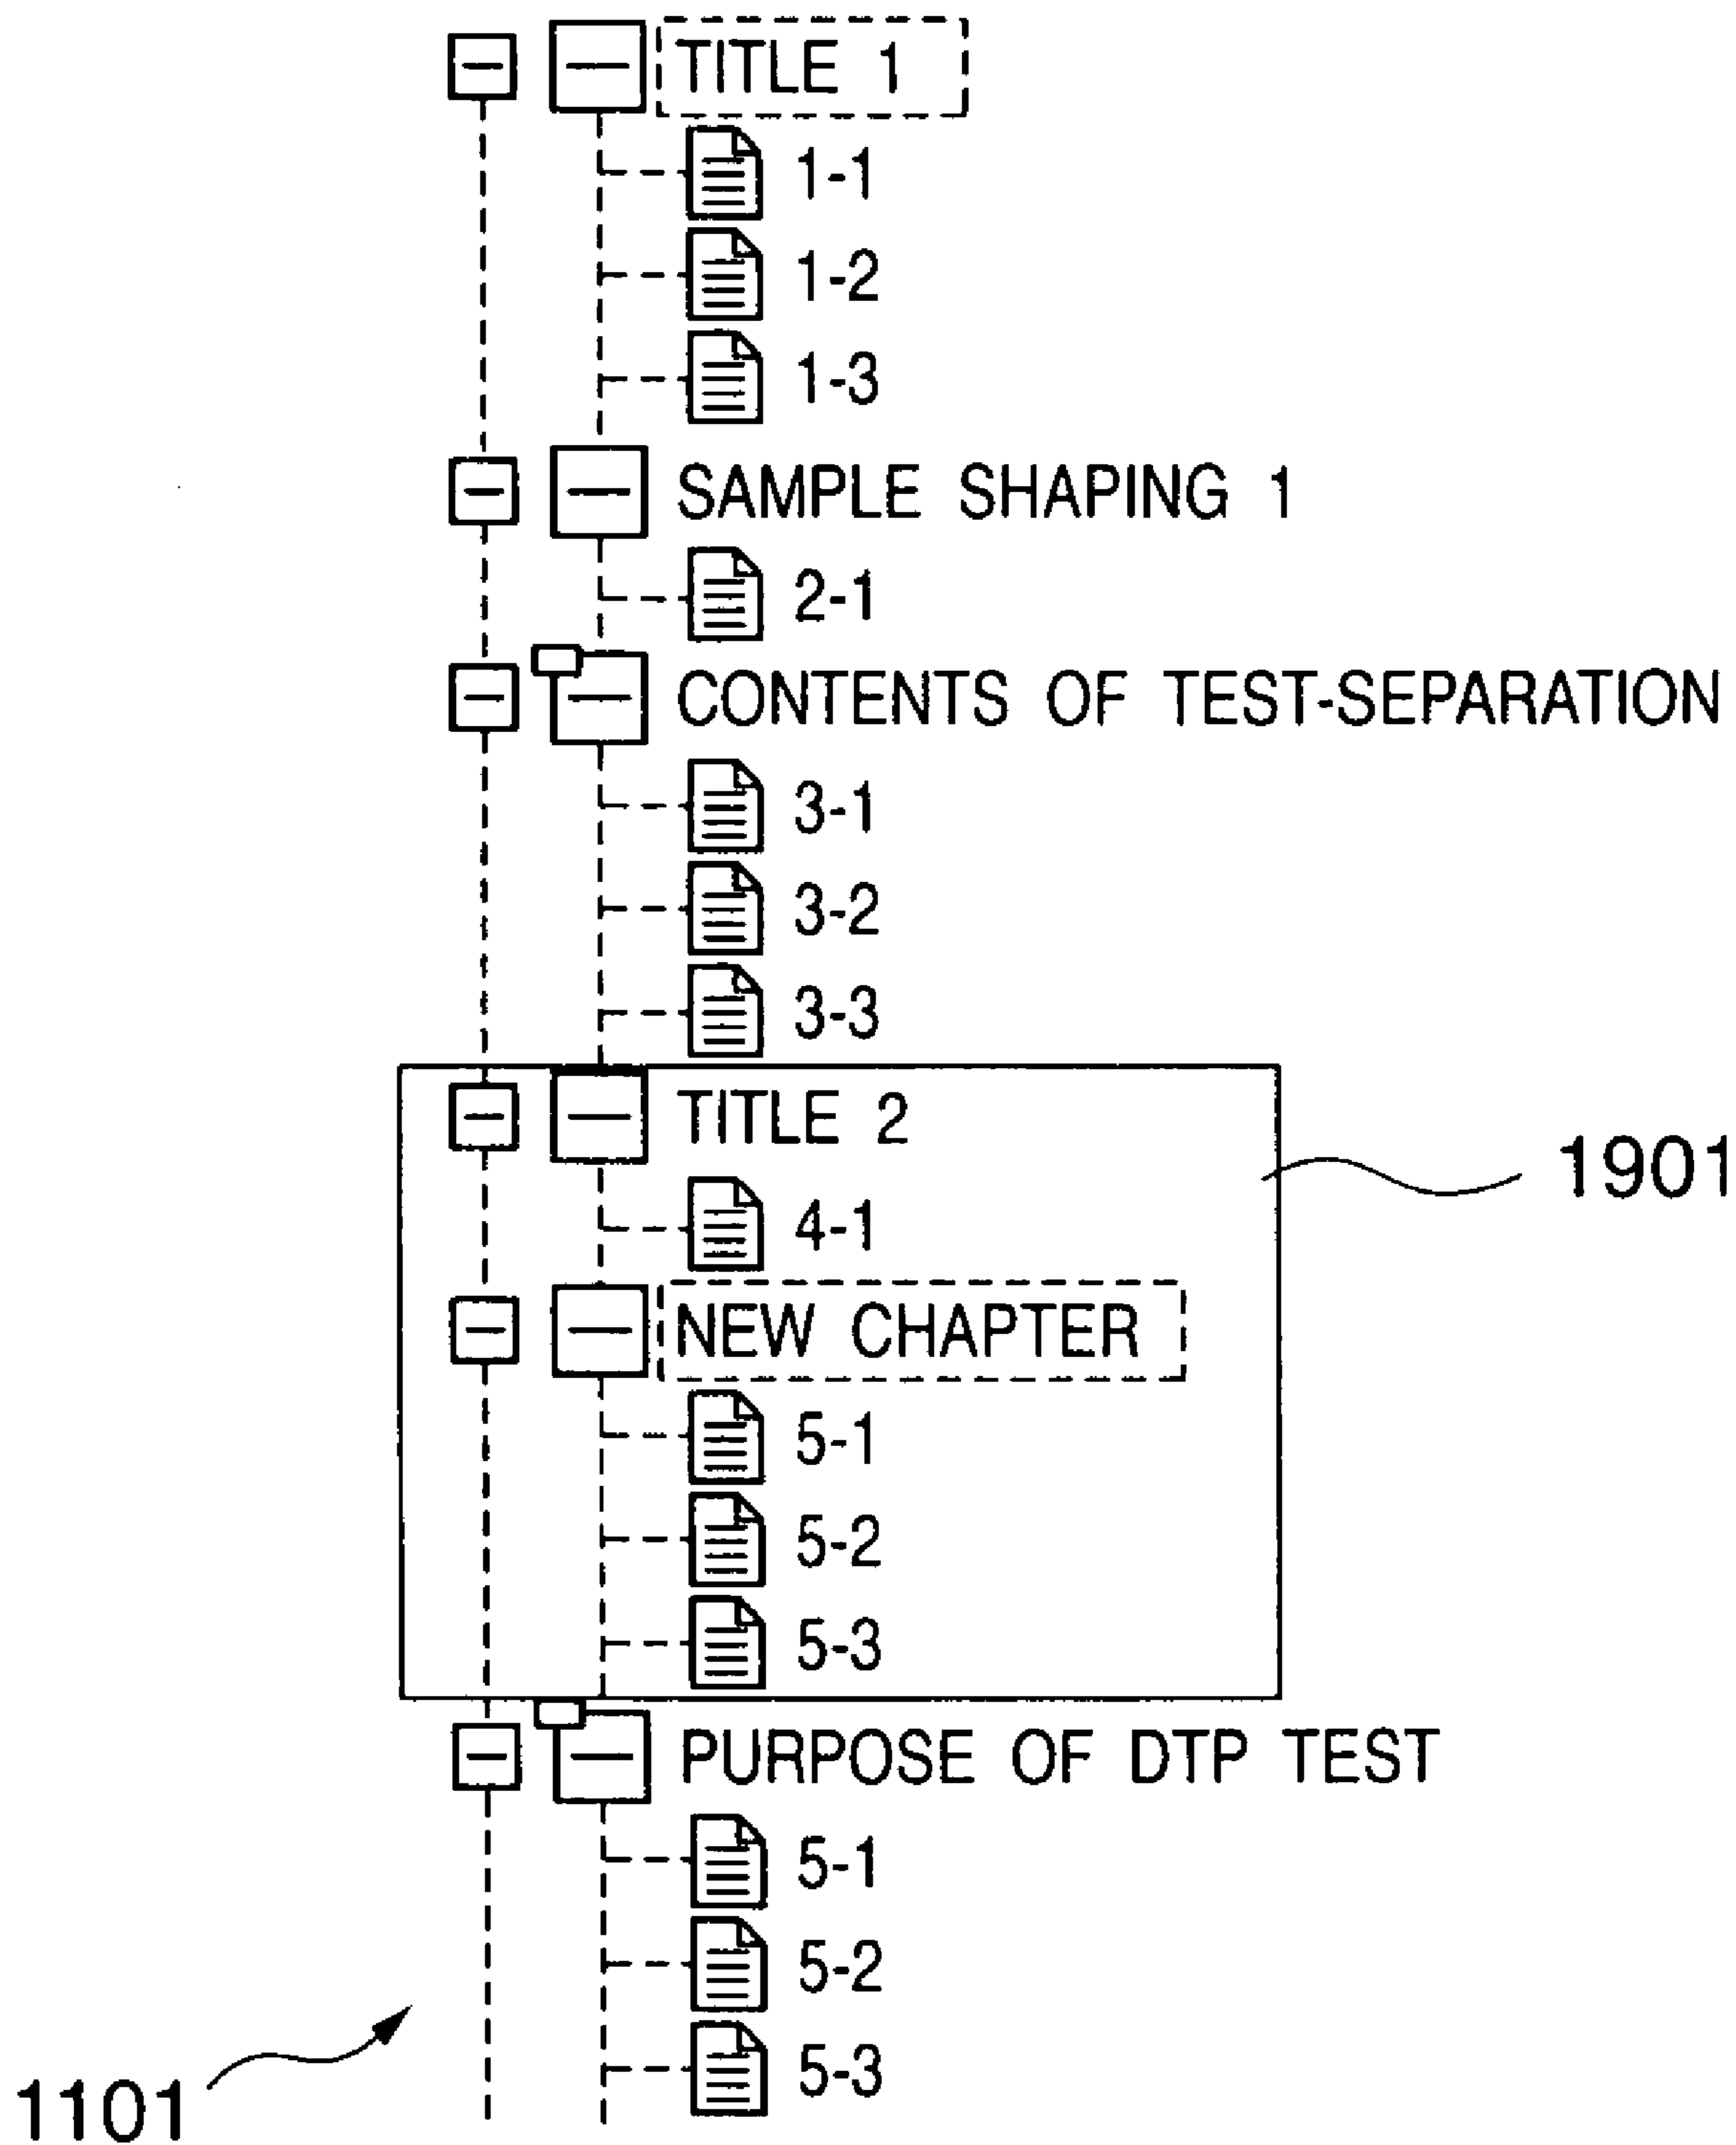 TITLE 1
1-1
1-2
1-3
SAMPLE SHAPING 1
2-1
CONTENTS OF TEST-SEPARATION
3-1
3-2
3-3
TITLE 2
1901
4-1
NEW CHAPTER
5-1
5-2
5-3
PURPOSE OF DTP TEST
5-1
5-2
5-3
1101